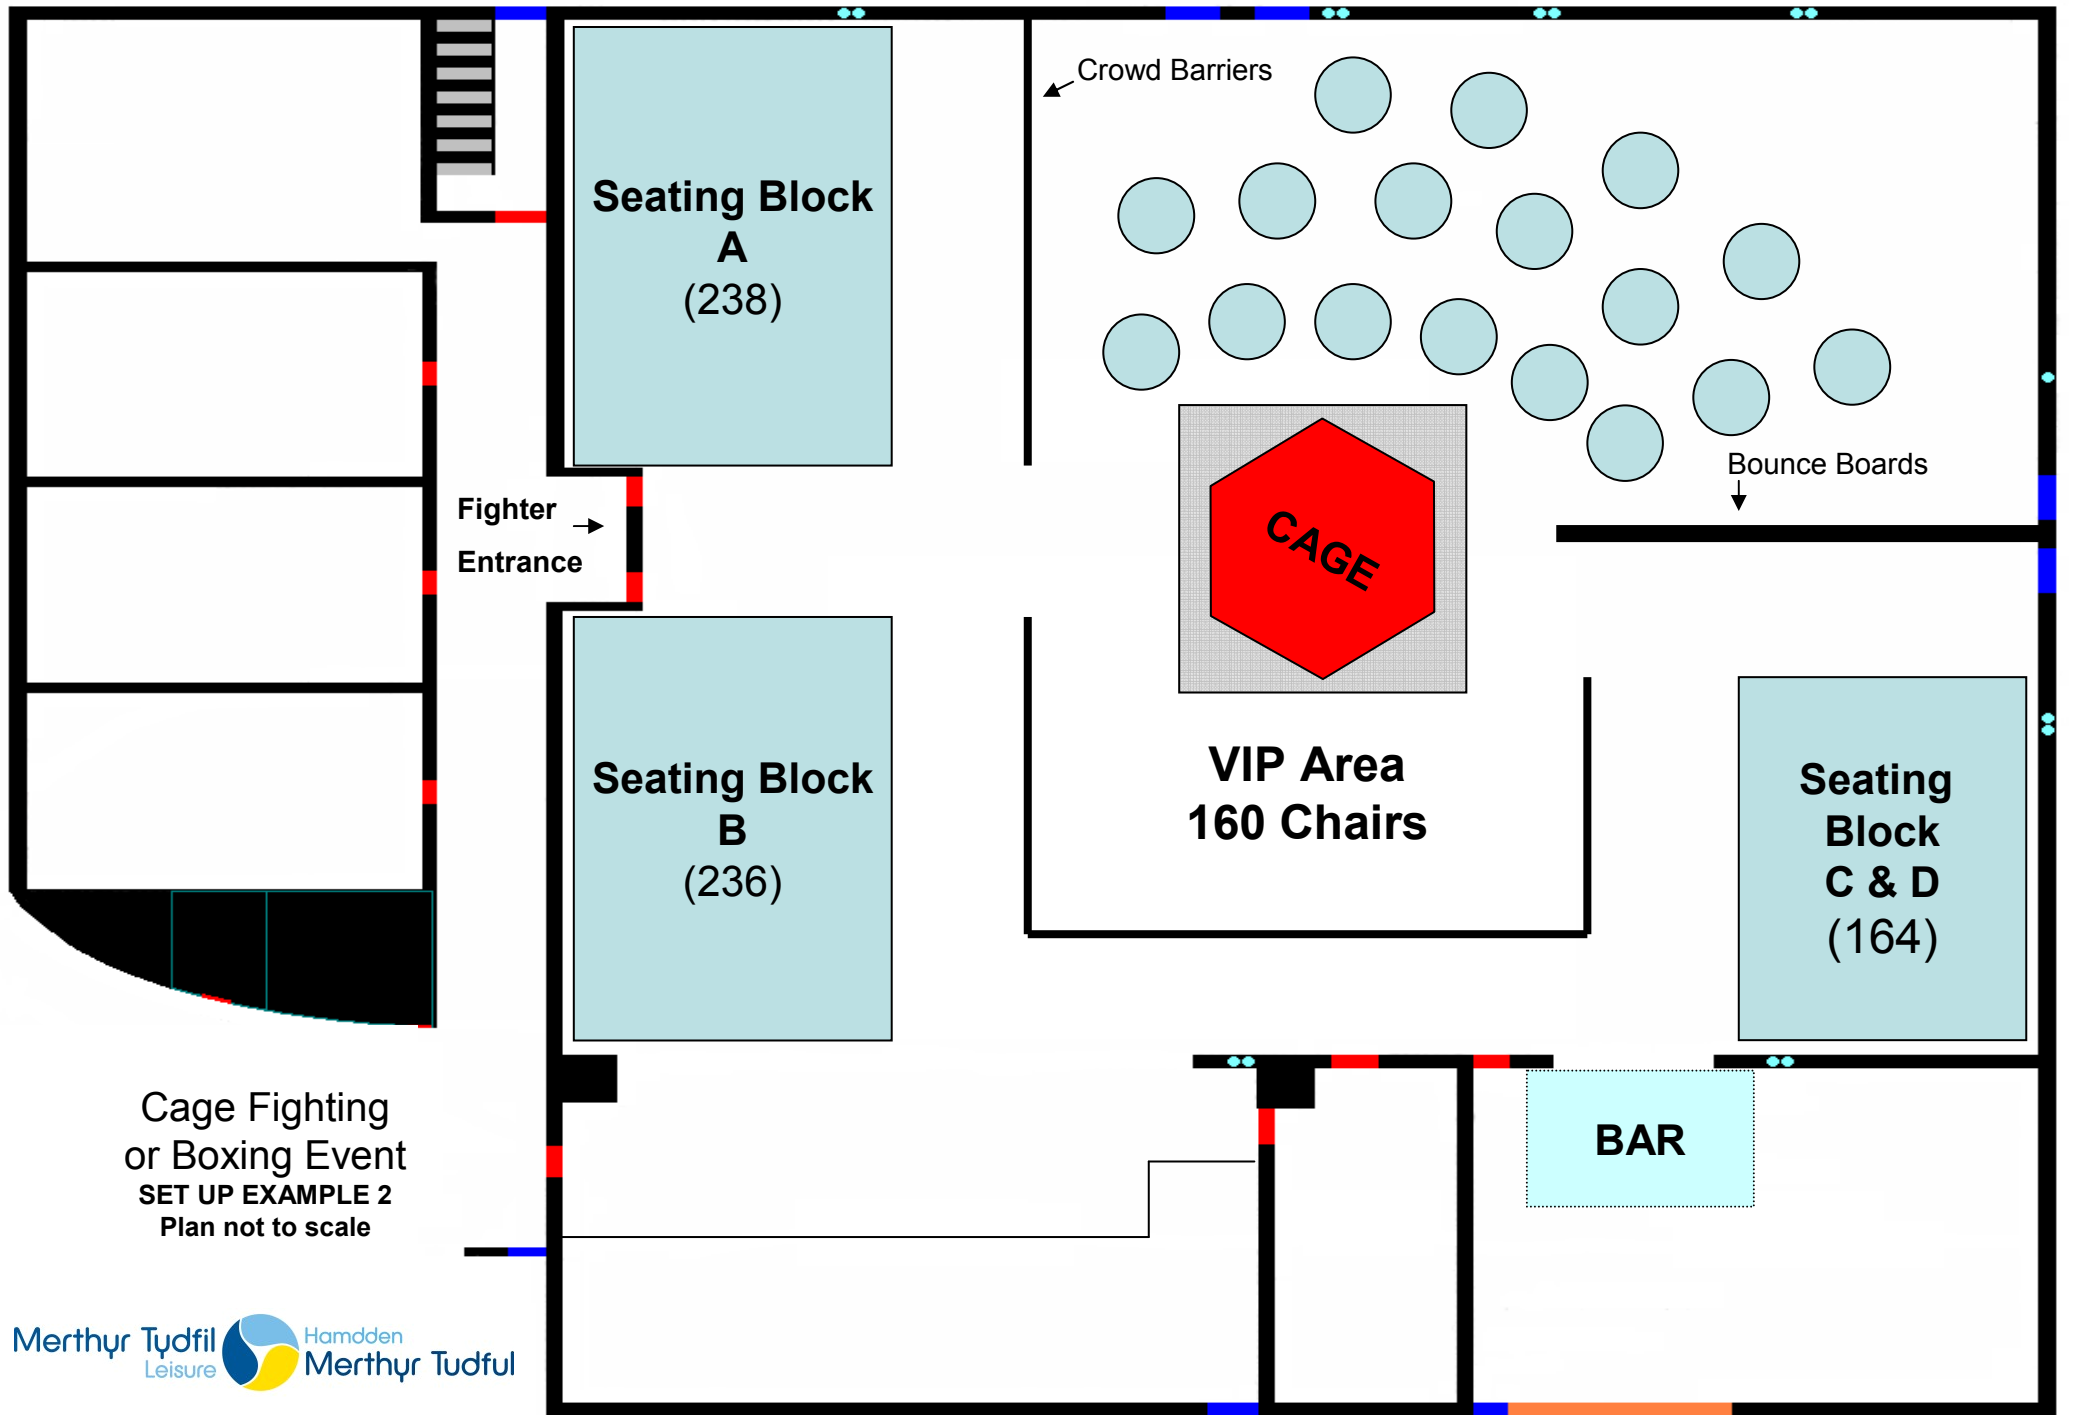 Crowd Barriers
Seating Block
A
(238)
Bounce Boards
Fighter
Entrance
CAGE
VIP Area
160 Chairs
Seating Block
B
(236)
Seating
Block
C & D
(164)
BAR
Cage Fighting
or Boxing Event
SET UP EXAMPLE 2
Plan not to scale
Merthyr Tydfil
Leisure
Hamdden
Merthyr Tudful